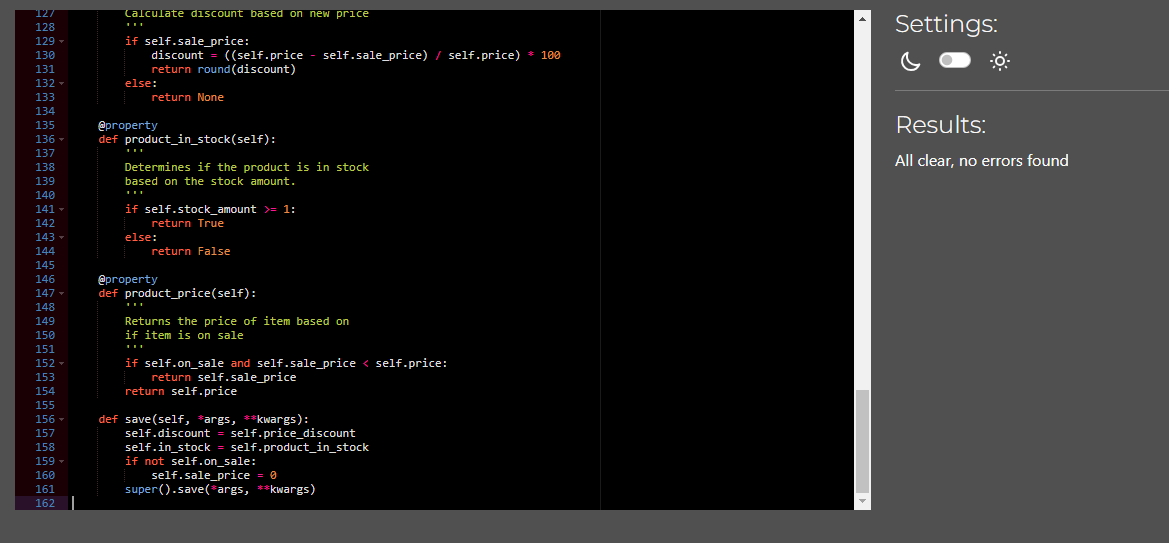 127         Calculate discount based on new price
128         '''
129         if self.sale_price:
130             discount = ((self.price - self.sale_price) / self.price) * 100
131             return round(discount)
132         else:
133             return None
134
135     @property
136     def product_in_stock(self):
137         '''
138         Determines if the product is in stock
139         based on the stock amount.
140         '''
141         if self.stock_amount >= 1:
142             return True
143         else:
144             return False
145
146     @property
147     def product_price(self):
148         '''
149         Returns the price of item based on
150         if item is on sale
151         '''
152         if self.on_sale and self.sale_price < self.price:
153             return self.sale_price
154         return self.price
155
156     def save(self, *args, **kwargs):
157         self.discount = self.price_discount
158         self.in_stock = self.product_in_stock
159         if not self.on_sale:
160             self.sale_price = 0
161         super().save(*args, **kwargs)
162
Settings:
Results:
All clear, no errors found